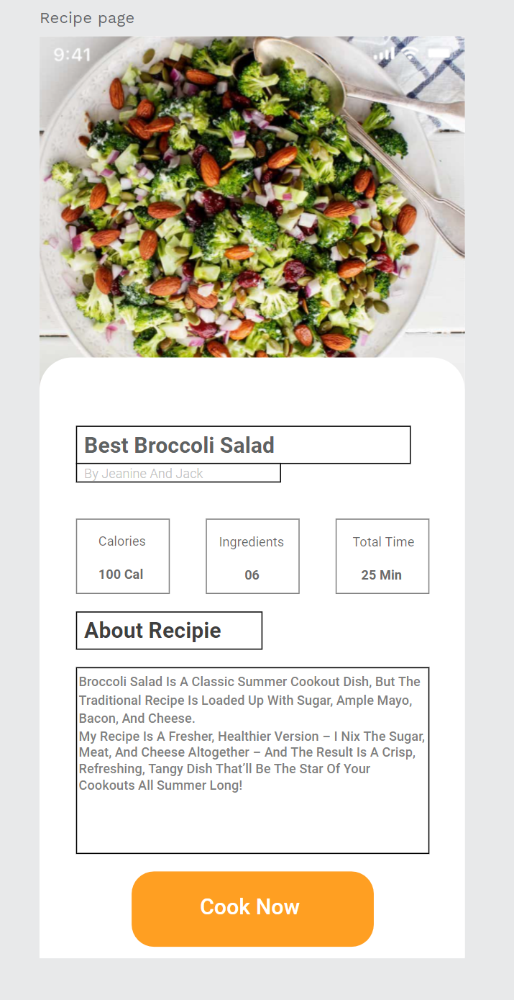 Recipe page
9:41
Best Broccoli Salad
By Jeanine And Jack
Calories
100 Cal
Ingredients
06
Total Time
25 Min
About Recipie
Broccoli Salad Is A Classic Summer Cookout Dish, But The
Traditional Recipe Is Loaded Up With Sugar, Ample Mayo,
Bacon, And Cheese.
My Recipe Is A Fresher, Healthier Version – I Nix The Sugar,
Meat, And Cheese Altogether – And The Result Is A Crisp,
Refreshing, Tangy Dish That’ll Be The Star Of Your
Cookouts All Summer Long!
Cook Now